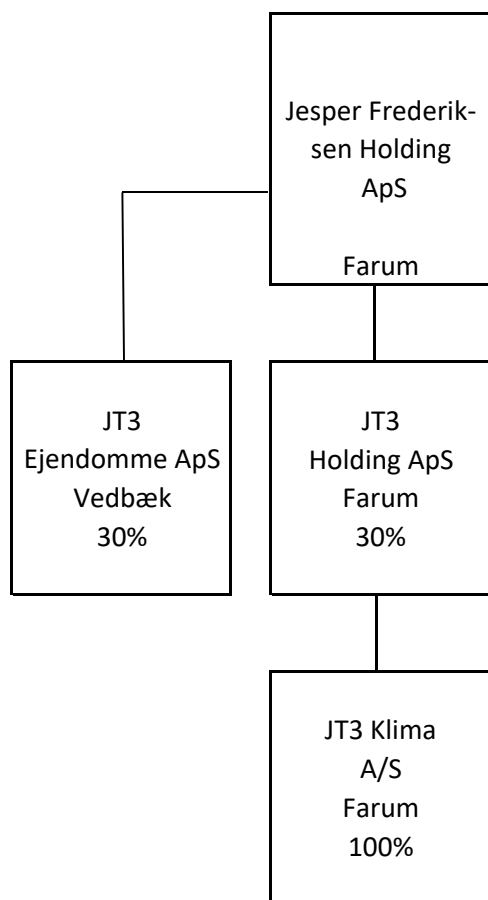 Jesper Frederik-
sen Holding
ApS
Farum
JT3
Ejendomme ApS
Vedbæk
30%
JT3
Holding ApS
Farum
30%
JT3 Klima
A/S
Farum
100%